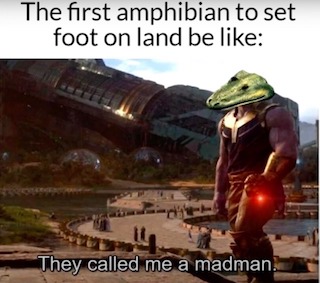 The first amphibian to set
foot on land be like:
They called me a madman.